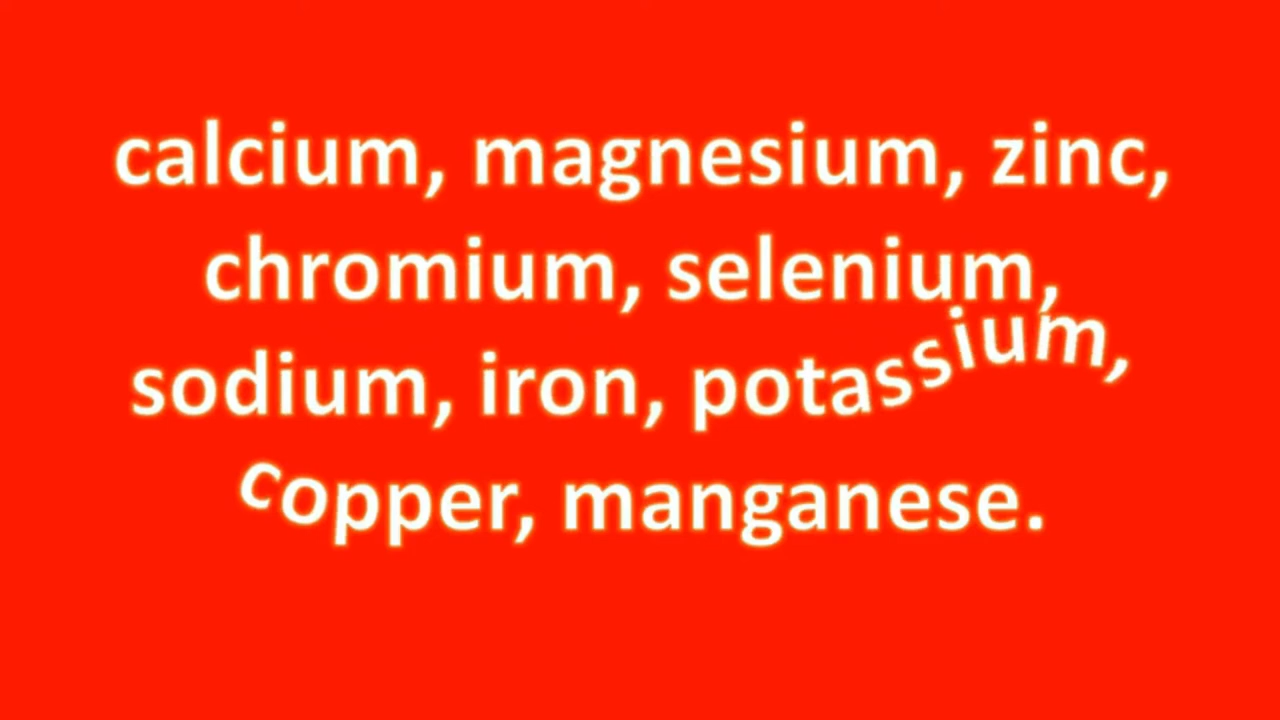 calcium, magnesium, zinc,
chromium, selenium,
sodium, iron, potassium,
copper, manganese.